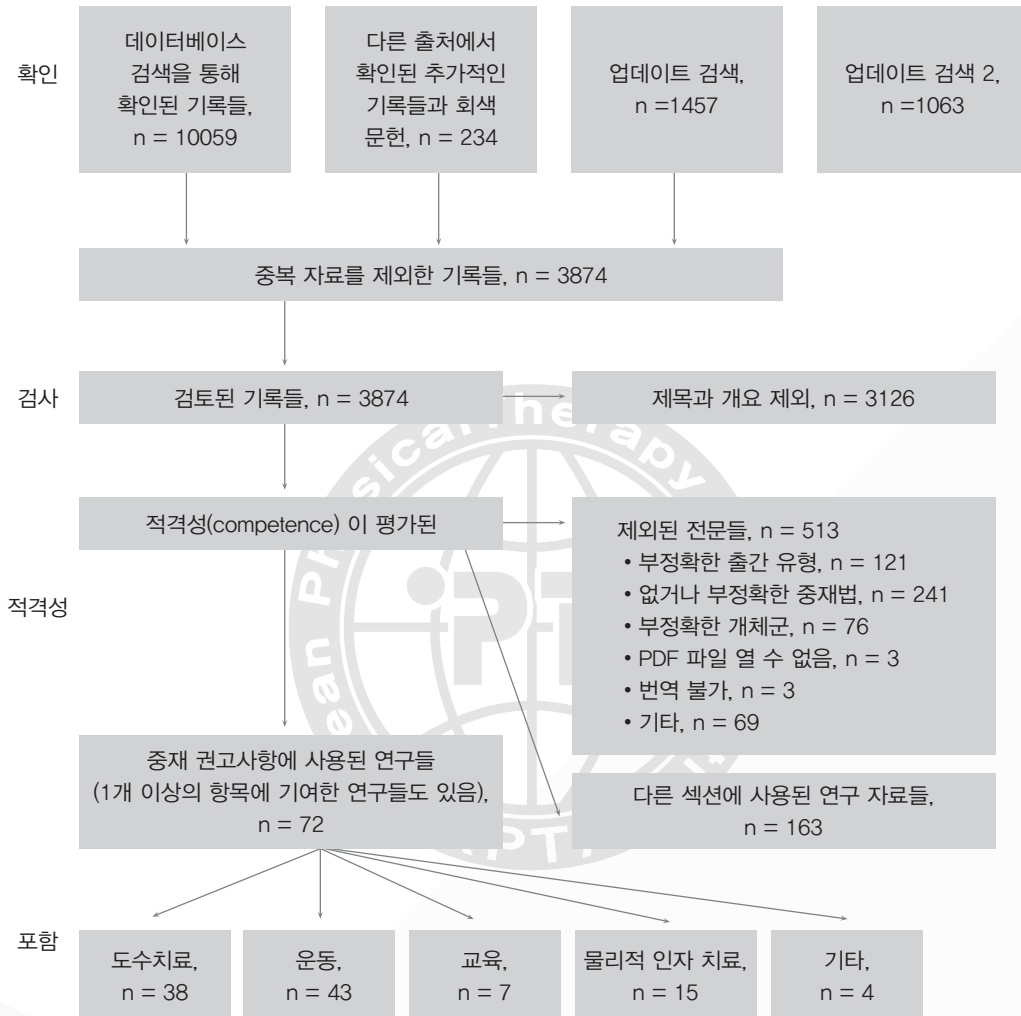 확인
데이터베이스
검색을 통해
확인된 기록들,
n = 10059
다른 출처에서
확인된 추가적인
기록들과 회색
문헌, n = 234
업데이트 검색,
n =1457
업데이트 검색 2,
n =1063
중복 자료를 제외한 기록들, n = 3874
검사
검토된 기록들, n = 3874
제목과 개요 제외, n = 3126
적격성
적격성(competence) 이 평가된
제외된 전문들, n = 513
• 부정확한 출간 유형, n = 121
• 없거나 부정확한 중재법, n = 241
• 부정확한 개체군, n = 76
• PDF 파일 열 수 없음, n = 3
• 번역 불가, n = 3
• 기타, n = 69
중재 권고사항에 사용된 연구들
(1개 이상의 항목에 기여한 연구들도 있음),
n = 72
다른 섹션에 사용된 연구 자료들,
n = 163
포함
도수치료,
n = 38
운동,
n = 43
교육,
n = 7
물리적 인자 치료,
n = 15
기타,
n = 4